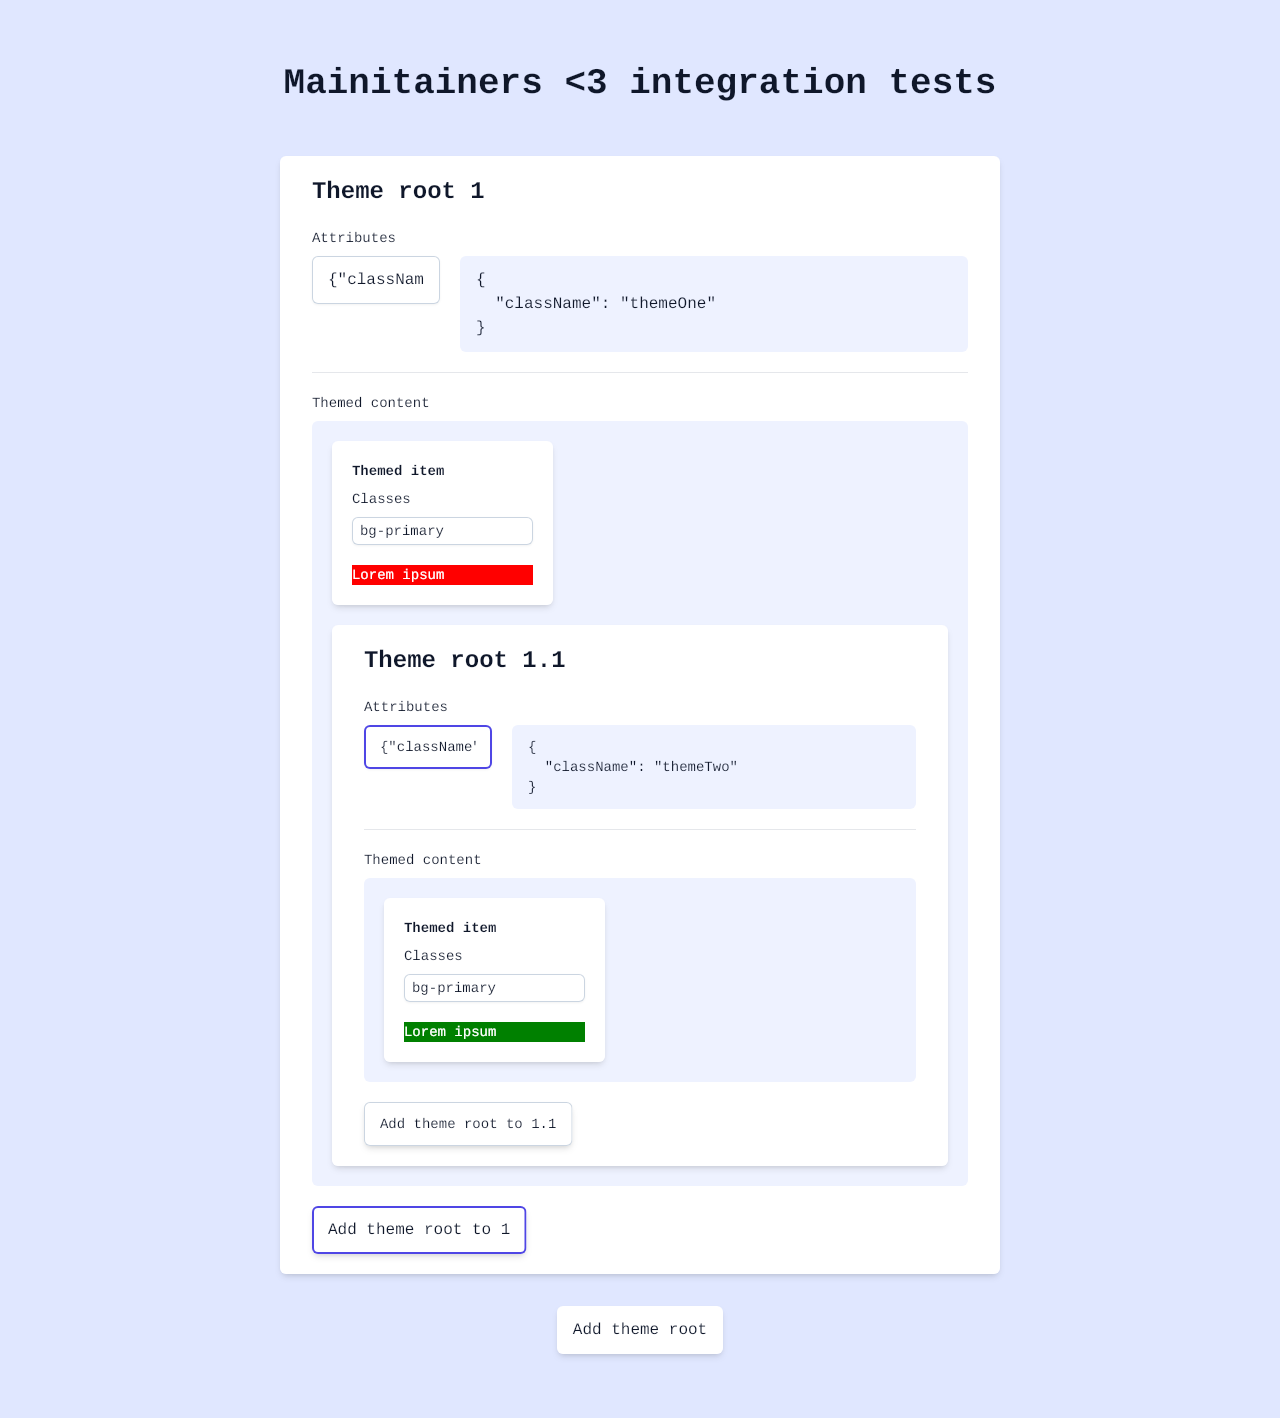 Mainitainers <3 integration tests
Theme root 1
Attributes
{"classNam
{
  "className": "themeOne"
}
Themed content
Themed item
Classes
bg-primary
Lorem ipsum
Theme root 1.1
Attributes
{"className"
{
  "className": "themeTwo"
}
Themed content
Themed item
Classes
bg-primary
Lorem ipsum
Add theme root to 1.1
Add theme root to 1
Add theme root